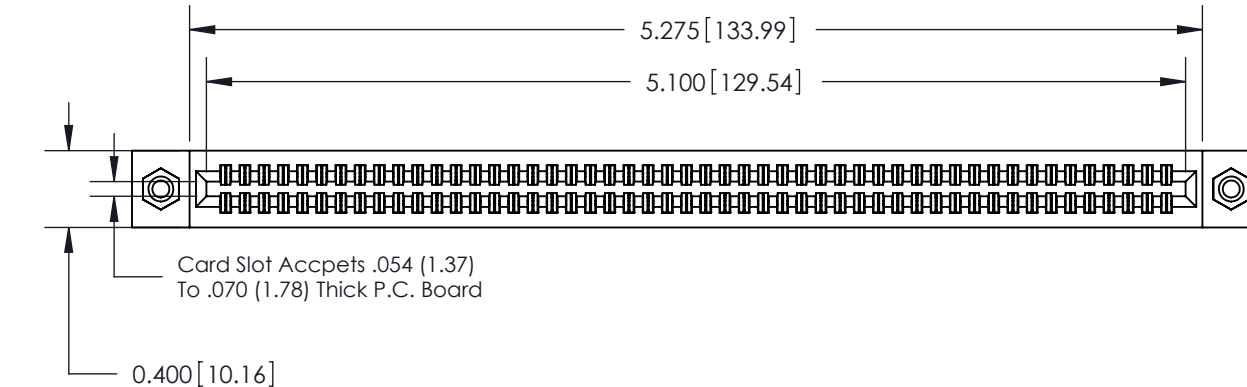 5.275[133.99]
5.100[129.54]
Card Slot Accpets .054 (1.37)
To .070 (1.78) Thick P.C. Board
0.400[10.16]